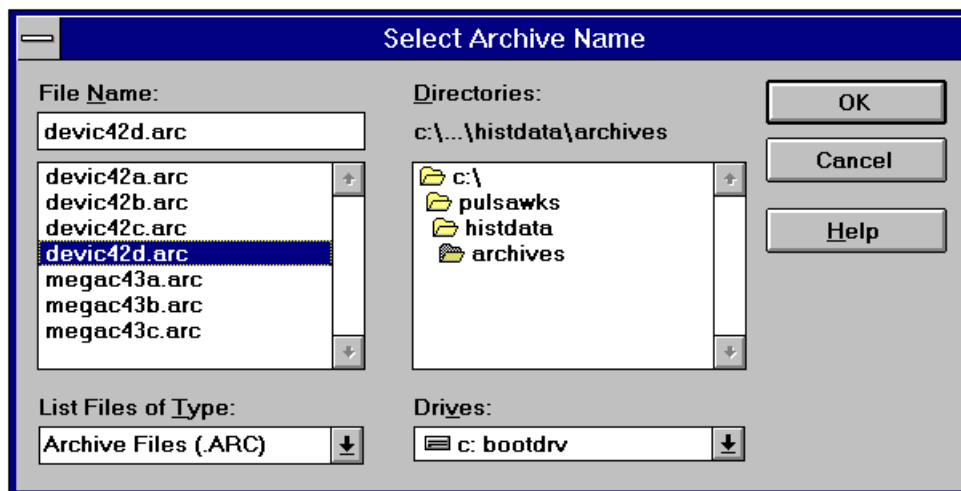 Select Archive Name
File Name:
devic42d.arc
devic42a.arc
devic42b.arc
devic42c.arc
devic42d.arc
megac43a.arc
megac43b.arc
megac43c.arc
List Files of Type:
Archive Files (.ARC)
Directories:
c:\...\histdata\archives
c:\
pulsawks
histdata
archives
Drives:
c: bootdrv
OK
Cancel
Help